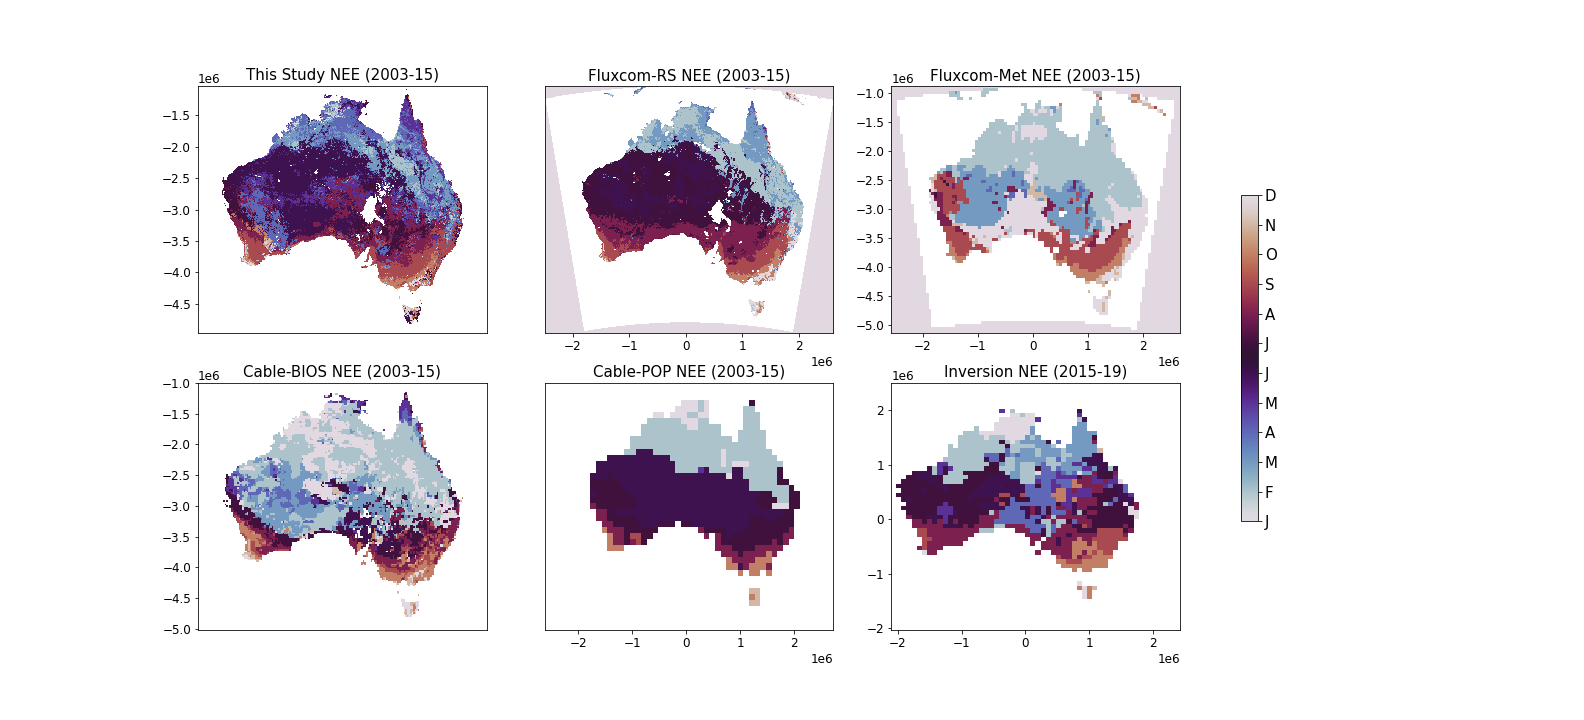 This Study NEE (2003-15)
1e6
−1.5
−2.0
−2.5
−3.0
−3.5
−4.0
−4.5
Fluxcom-RS NEE (2003-15)
−2
−1
0
1
2
1e6
Fluxcom-Met NEE (2003-15)
1e6
−1.0
−1.5
−2.0
−2.5
−3.0
−3.5
−4.0
−4.5
−5.0
−2
−1
0
1
2
1e6
Cable-BIOS NEE (2003-15)
1e6
−1.0
−1.5
−2.0
−2.5
−3.0
−3.5
−4.0
−4.5
−5.0
Cable-POP NEE (2003-15)
−2
−1
0
1
2
1e6
Inversion NEE (2015-19)
1e6
2
1
0
−1
−2
−2
−1
0
1
2
1e6
D
N
O
S
A
J
J
M
A
M
F
J